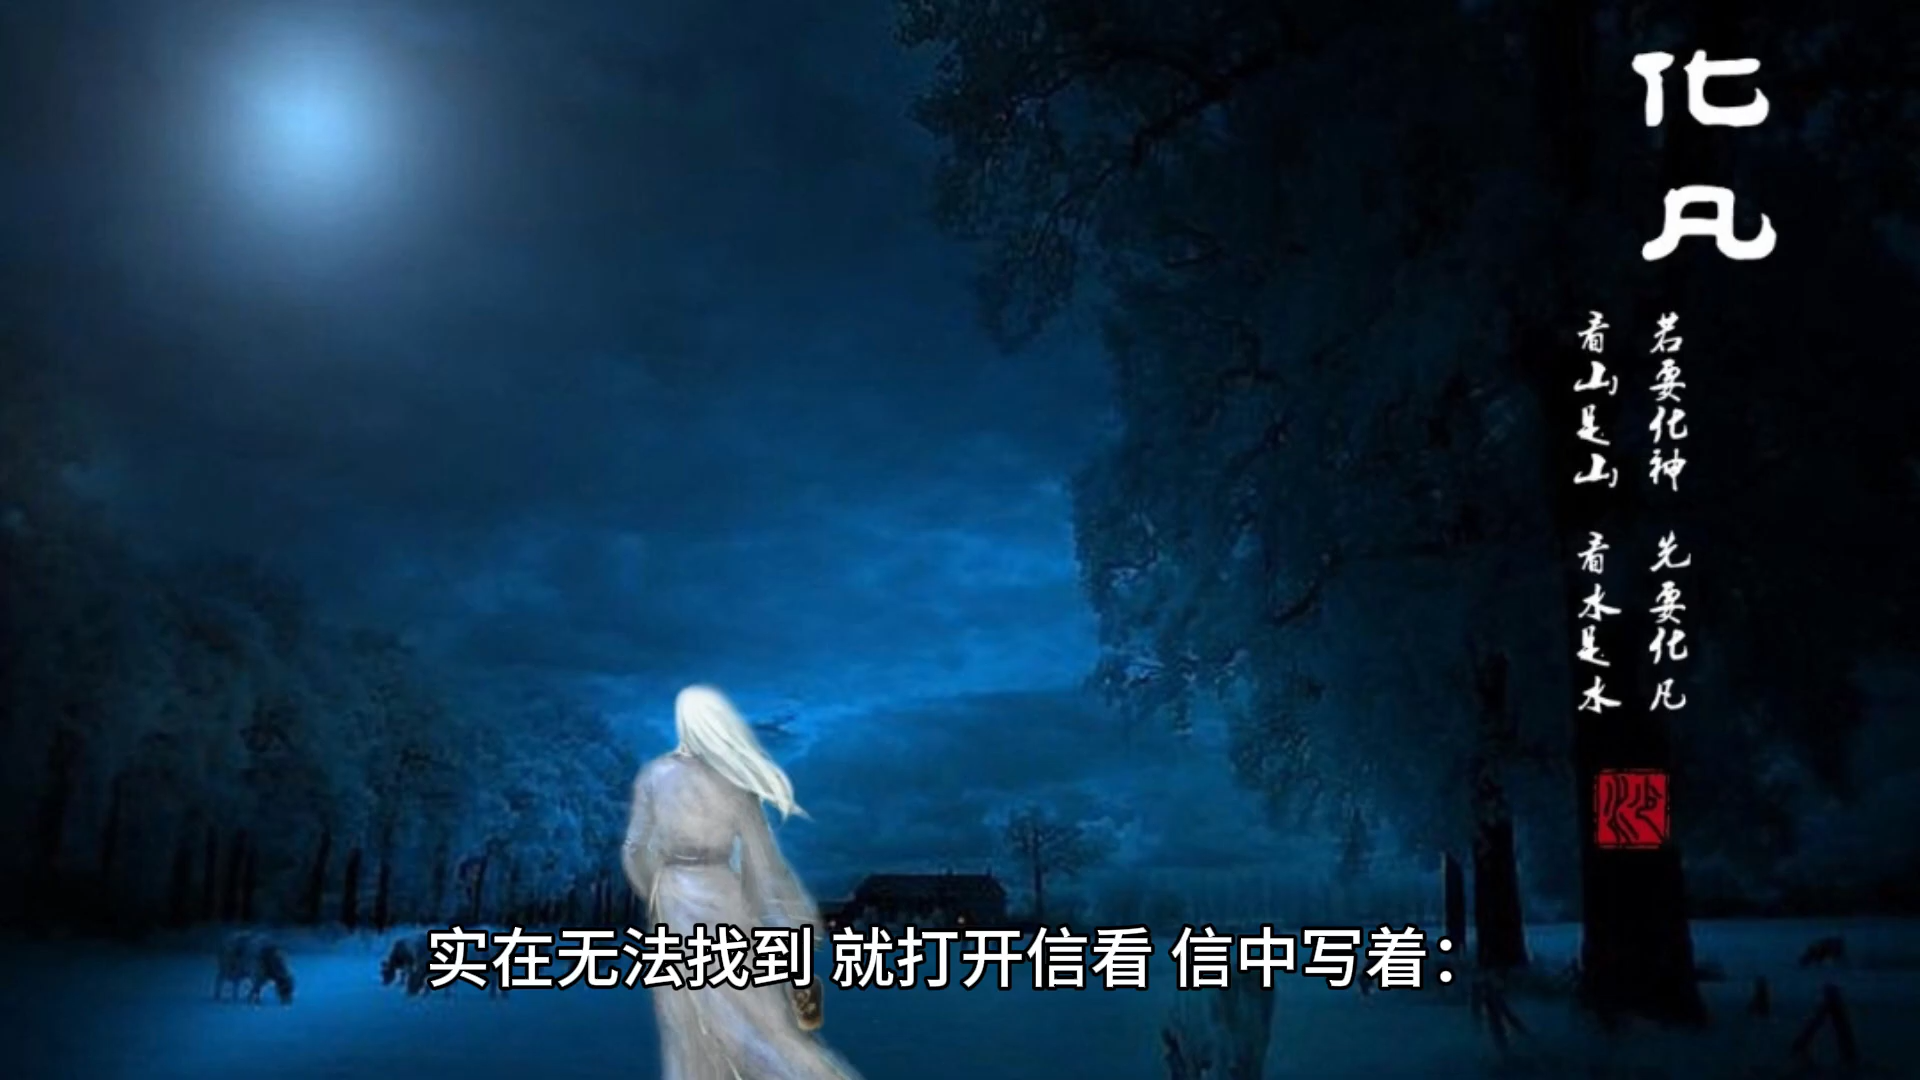 化凡
若要化神 先要化凡
看山是山 看水是水
实在无法找到 就打开信看 信中写着：